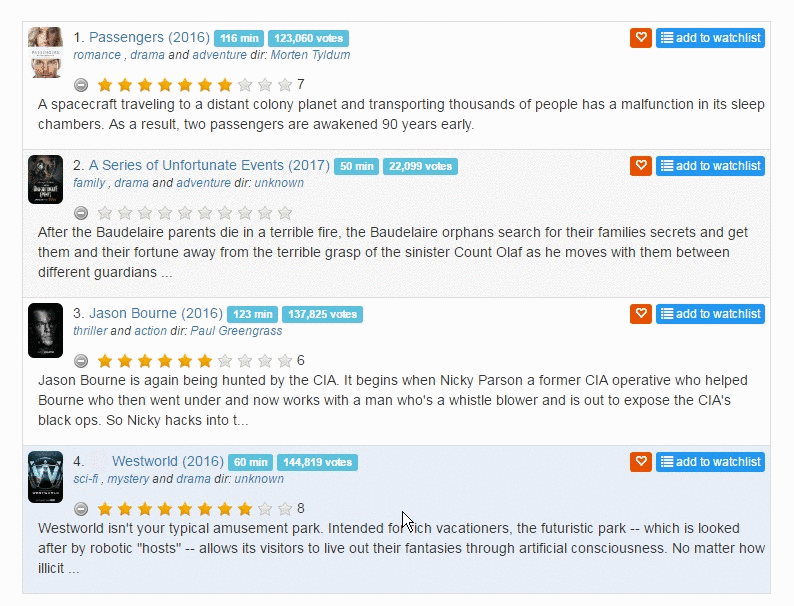 1. Passengers (2016) 116 min 123,060 votes add to watchlist
romance , drama and adventure dir: Morten Tyldum
7
A spacecraft traveling to a distant colony planet and transporting thousands of people has a malfunction in its sleep
chambers. As a result, two passengers are awakened 90 years early.
2. A Series of Unfortunate Events (2017) 50 min 22,099 votes add to watchlist
family , drama and adventure dir: unknown
After the Baudelaire parents die in a terrible fire, the Baudelaire orphans search for their families secrets and get
them and their fortune away from the terrible grasp of the sinister Count Olaf as he moves with them between
different guardians ...
3. Jason Bourne (2016) 123 min 137,825 votes add to watchlist
thriller and action dir: Paul Greengrass
6
Jason Bourne is again being hunted by the CIA. It begins when Nicky Parson a former CIA operative who helped
Bourne who then went under and now works with a man who's a whistle blower and is out to expose the CIA's
black ops. So Nicky hacks into t...
4. Westworld (2016) 60 min 144,819 votes add to watchlist
sci-fi , mystery and drama dir: unknown
8
Westworld isn't your typical amusement park. Intended for rich vacationers, the futuristic park -- which is looked
after by robotic "hosts" -- allows its visitors to live out their fantasies through artificial consciousness. No matter how
illicit ...